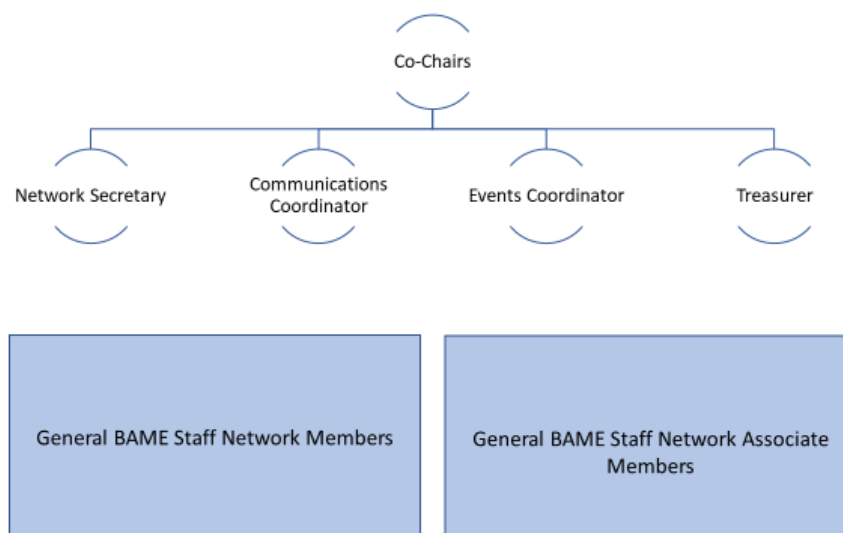 Co-Chairs
Network Secretary
Communications
Coordinator
Events Coordinator
Treasurer
General BAME Staff Network Members
General BAME Staff Network Associate
Members